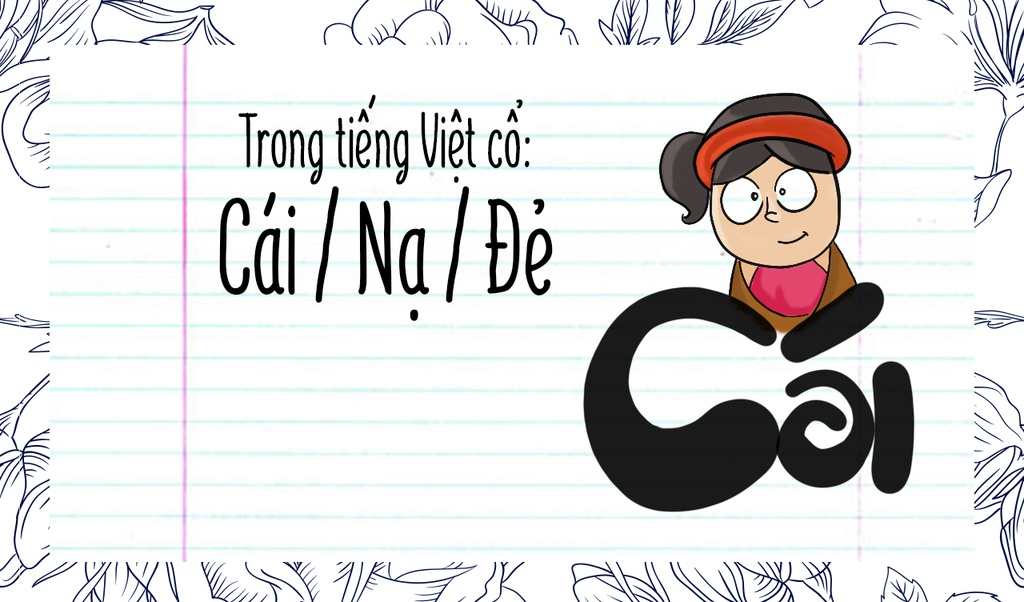 Trong tiếng Việt cổ:
Cái / Nạ / Đẻ
Cái